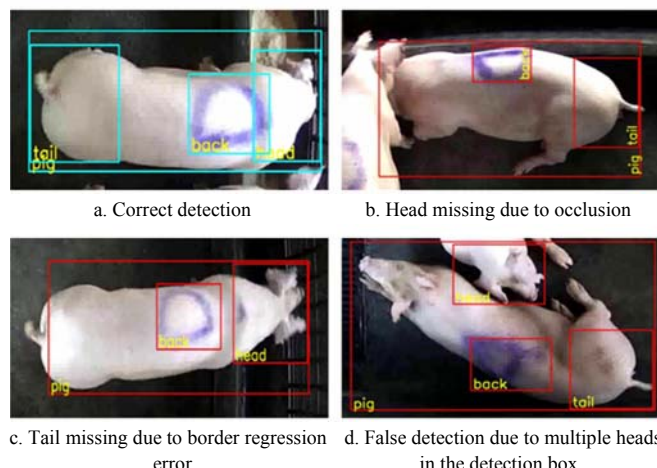 tail
pig
back
head
back
tail
pig
a. Correct detection
b. Head missing due to occlusion
back
head
pig
head
back
pig
tail
c. Tail missing due to border regression
error
d. False detection due to multiple heads
in the detection box